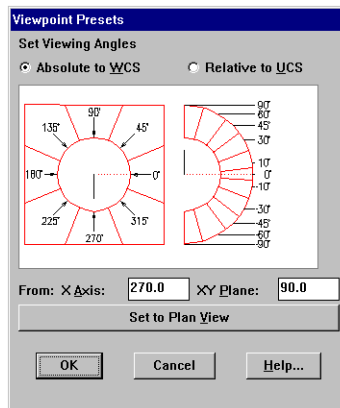 Viewpoint Presets
Set Viewing Angles
Absolute to WCS Relative to UCS
90°
135° 45°
180° 0°
225° 315°
270°
90°
60°
45°
30°
10°
0°
-10°
-30°
-45°
-60°
-90°
From: X Axis: 270.0 XY Plane: 90.0
Set to Plan View
OK Cancel Help...